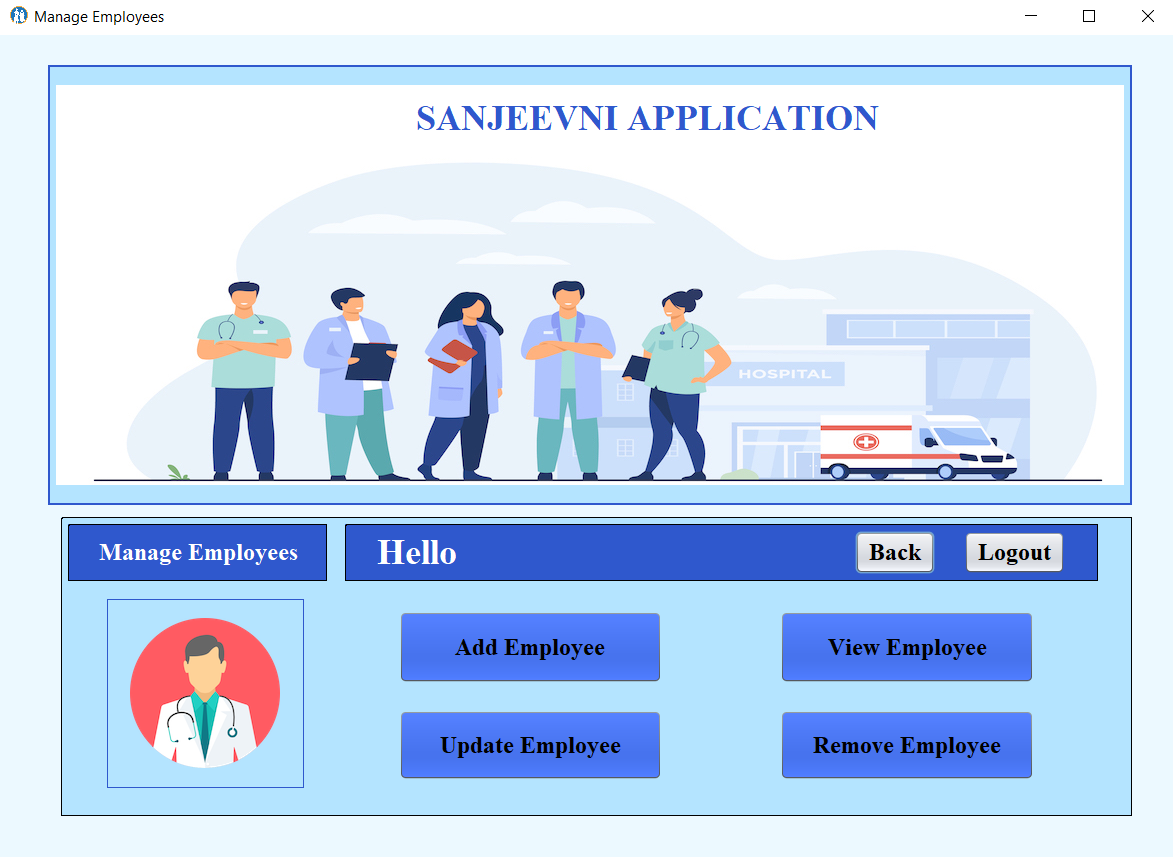 Manage Employees
SANJEEVNI APPLICATION
HOSPITAL
Manage Employees
Hello
Back
Logout
Add Employee
View Employee
Update Employee
Remove Employee